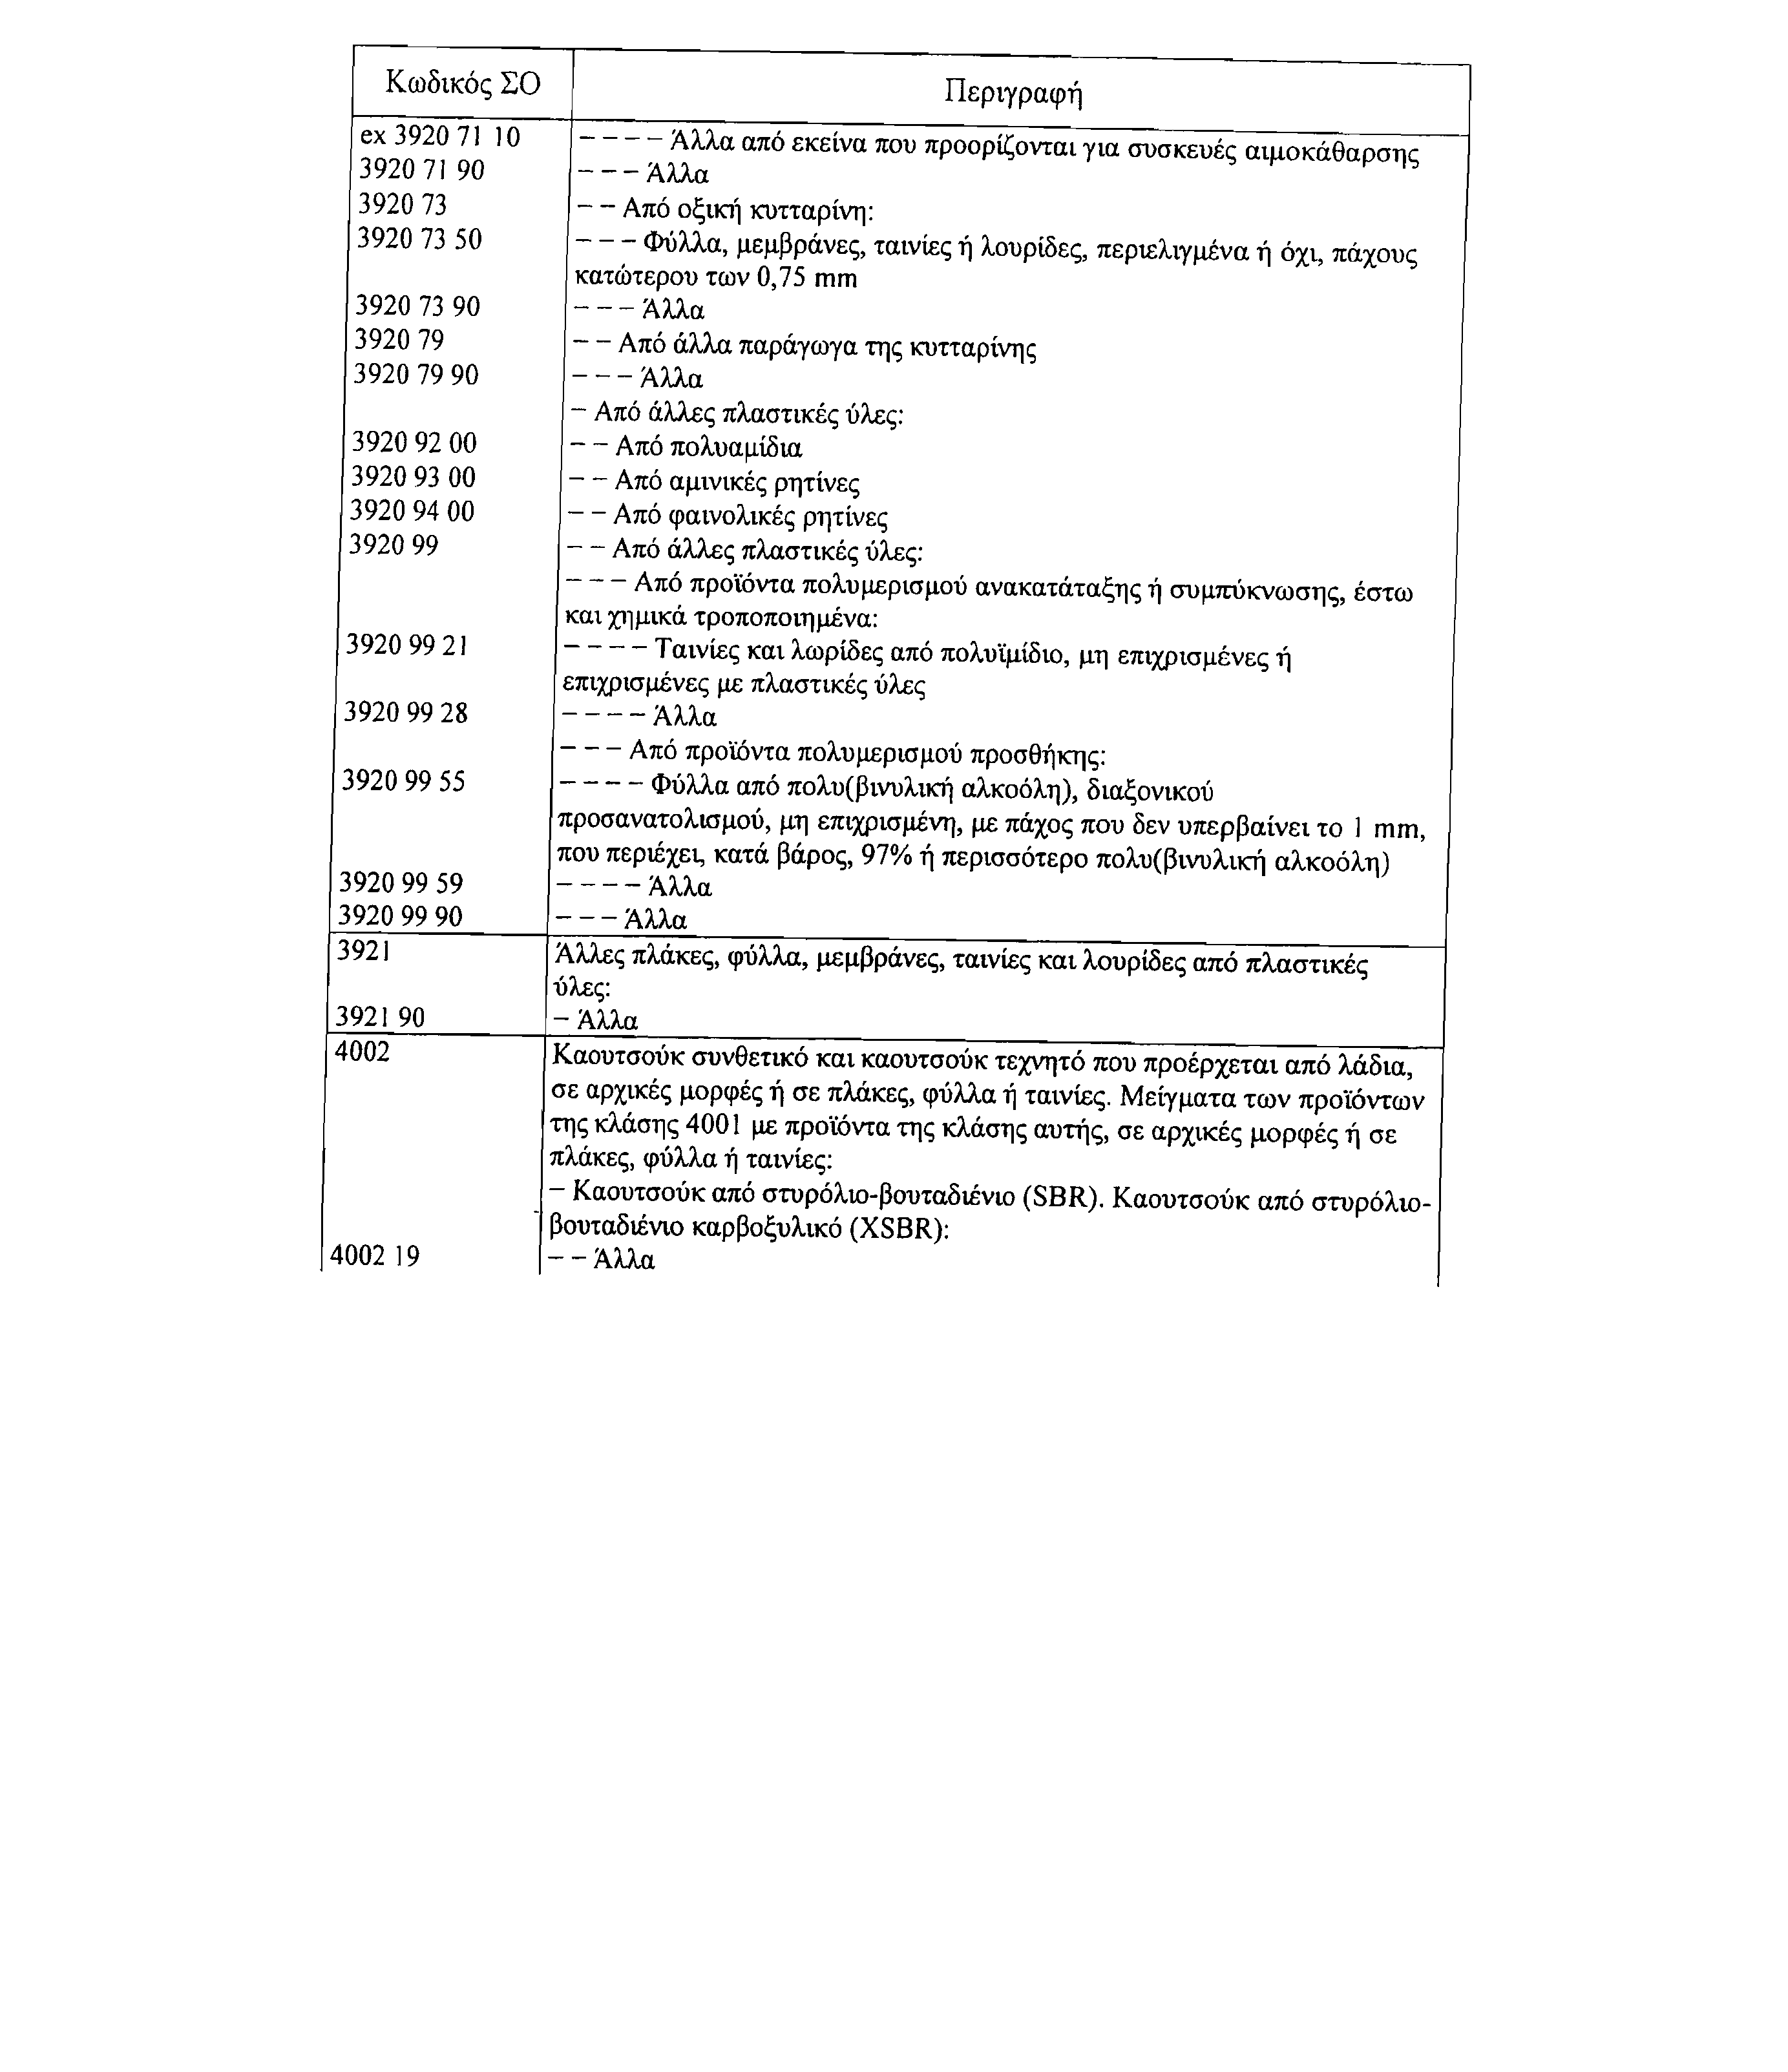 Κωδικός ΣΟ Περιγραφή
ex 3920 71 10 – – – – Άλλα από εκείνα που προορίζονται για συσκευές αιμοκάθαρσης
3920 71 90 – – – Άλλα
3920 73 – – Από οξική κυτταρίνη:
3920 73 50 – – – Φύλλα, μεμβράνες, ταινίες ή λουρίδες, περιελιγμένα ή όχι, πάχους
κατώτερου των 0,75 mm
3920 73 90 – – – Άλλα
3920 79 – – Από άλλα παράγωγα της κυτταρίνης
3920 79 90 – – – Άλλα
– Από άλλες πλαστικές ύλες:
3920 92 00 – – Από πολυαμίδια
3920 93 00 – – Από αμινικές ρητίνες
3920 94 00 – – Από φαινολικές ρητίνες
3920 99 – – Από άλλες πλαστικές ύλες:
– – – Από προϊόντα πολυμερισμού ανακατάταξης ή συμπύκνωσης, έστω
και χημικά τροποποιημένα:
3920 99 21 – – – – Ταινίες και λωρίδες από πολυϊμίδιο, μη επιχρισμένες ή
επιχρισμένες με πλαστικές ύλες
3920 99 28 – – – – Άλλα
– – – Από προϊόντα πολυμερισμού προσθήκης:
3920 99 55 – – – – Φύλλα από πολυ(βινυλική αλκοόλη), διαξονικού
προσανατολισμού, μη επιχρισμένη, με πάχος που δεν υπερβαίνει το 1 mm,
που περιέχει, κατά βάρος, 97% ή περισσότερο πολυ(βινυλική αλκοόλη)
3920 99 59 – – – – Άλλα
3920 99 90 – – – Άλλα
3921 Άλλες πλάκες, φύλλα, μεμβράνες, ταινίες και λουρίδες από πλαστικές
ύλες:
3921 90 – Άλλα
4002 Καουτσούκ συνθετικό και καουτσούκ τεχνητό που προέρχεται από λάδια,
σε αρχικές μορφές ή σε πλάκες, φύλλα ή ταινίες. Μείγματα των προϊόντων
της κλάσης 4001 με προϊόντα της κλάσης αυτής, σε αρχικές μορφές ή σε
πλάκες, φύλλα ή ταινίες:
– Καουτσούκ από στυρόλιο-βουταδιένιο (SBR). Καουτσούκ από στυρόλιο-
βουταδιένιο καρβοξυλικό (XSBR):
4002 19 – – Άλλα